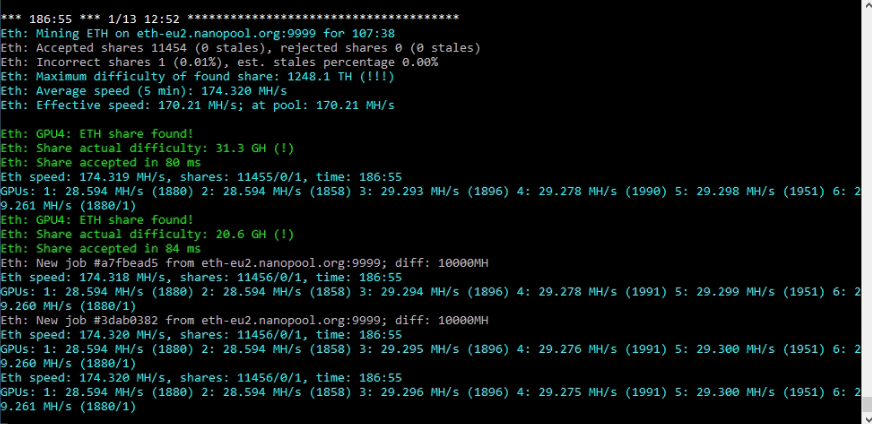 *** 186:55 *** 1/13 12:52 **************************************
Eth: Mining ETH on eth-eu2.nanopool.org:9999 for 107:38
Eth: Accepted shares 11454 (0 stales), rejected shares 0 (0 stales)
Eth: Incorrect shares 1 (0.01%), est. stales percentage 0.00%
Eth: Maximum difficulty of found share: 1248.1 TH (!!!)
Eth: Average speed (5 min): 174.320 MH/s
Eth: Effective speed: 170.21 MH/s; at pool: 170.21 MH/s
Eth: GPU4: ETH share found!
Eth: Share actual difficulty: 31.3 GH (!)
Eth: Share accepted in 80 ms
Eth speed: 174.319 MH/s, shares: 11455/0/1, time: 186:55
GPUs: 1: 28.594 MH/s (1880) 2: 28.594 MH/s (1858) 3: 29.293 MH/s (1896) 4: 29.278 MH/s (1990) 5: 29.298 MH/s (1951) 6: 2
9.261 MH/s (1880/1)
Eth: GPU4: ETH share found!
Eth: Share actual difficulty: 20.6 GH (!)
Eth: Share accepted in 84 ms
Eth: New job #a7fbead5 from eth-eu2.nanopool.org:9999; diff: 10000MH
Eth speed: 174.318 MH/s, shares: 11456/0/1, time: 186:55
GPUs: 1: 28.594 MH/s (1880) 2: 28.594 MH/s (1858) 3: 29.294 MH/s (1896) 4: 29.278 MH/s (1991) 5: 29.299 MH/s (1951) 6: 2
9.260 MH/s (1880/1)
Eth: New job #3dab0382 from eth-eu2.nanopool.org:9999; diff: 10000MH
Eth speed: 174.320 MH/s, shares: 11456/0/1, time: 186:55
GPUs: 1: 28.594 MH/s (1880) 2: 28.594 MH/s (1858) 3: 29.295 MH/s (1896) 4: 29.276 MH/s (1991) 5: 29.300 MH/s (1951) 6: 2
9.260 MH/s (1880/1)
Eth speed: 174.320 MH/s, shares: 11456/0/1, time: 186:55
GPUs: 1: 28.594 MH/s (1880) 2: 28.594 MH/s (1858) 3: 29.296 MH/s (1896) 4: 29.275 MH/s (1991) 5: 29.300 MH/s (1951) 6: 2
9.261 MH/s (1880/1)